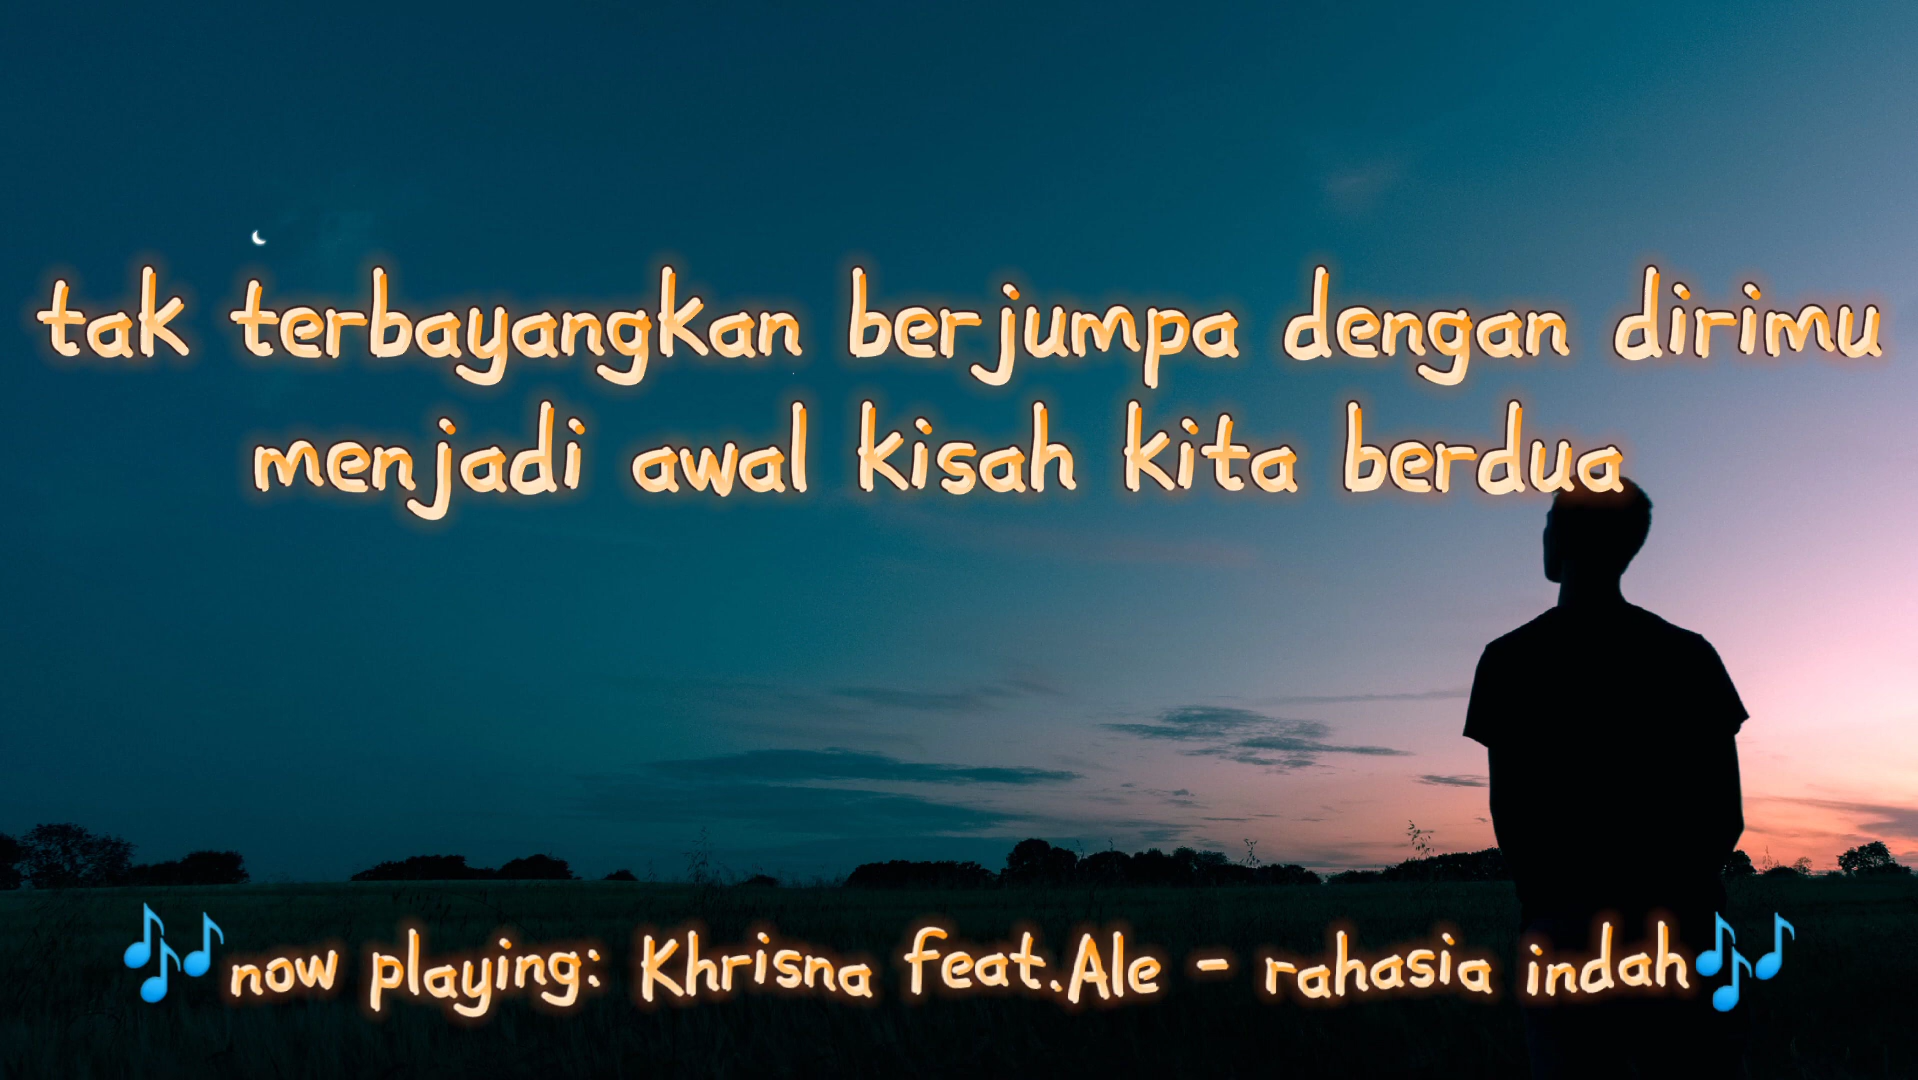 tak terbayangkan berjumpa dengan dirimu
menjadi awal kisah kita berdua
🎶now playing: Khrisna feat.Ale - rahasia indah🎶